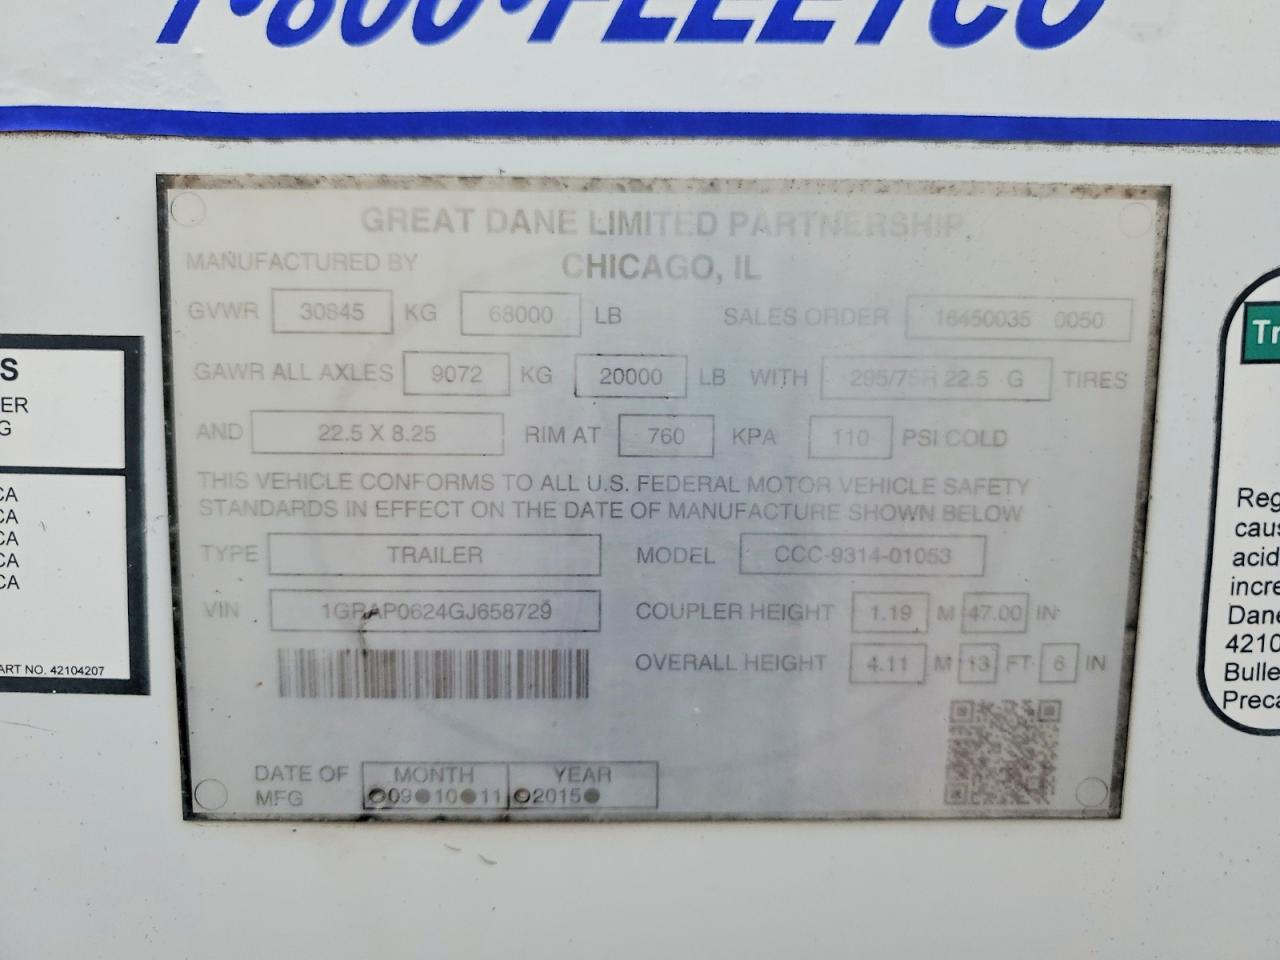 1-800-FLEETCO
GREAT DANE LIMITED PARTNERSHIP
MANUFACTURED BY CHICAGO, IL
GVWR 30845 KG 68000 LB SALES ORDER 16450035 0050
GAWR ALL AXLES 9072 KG 20000 LB WITH 295/75R 22.5 G TIRES
AND 22.5 X 8.25 RIM AT 760 KPA 110 PSI COLD
THIS VEHICLE CONFORMS TO ALL U.S. FEDERAL MOTOR VEHICLE SAFETY
STANDARDS IN EFFECT ON THE DATE OF MANUFACTURE SHOWN BELOW
TYPE TRAILER MODEL CCC-9314-01053
VIN 1GRAP0624GJ658729 COUPLER HEIGHT 1.19 M 47.00 IN
OVERALL HEIGHT 4.11 M 13 FT 6 IN
DATE OF MFG MONTH YEAR
09 10 11 2015
S
ER
G
CA
CA
CA
CA
CA
ART NO. 42104207
Tr
Reg
caus
acid
incre
Dane
4210
Bulle
Preca